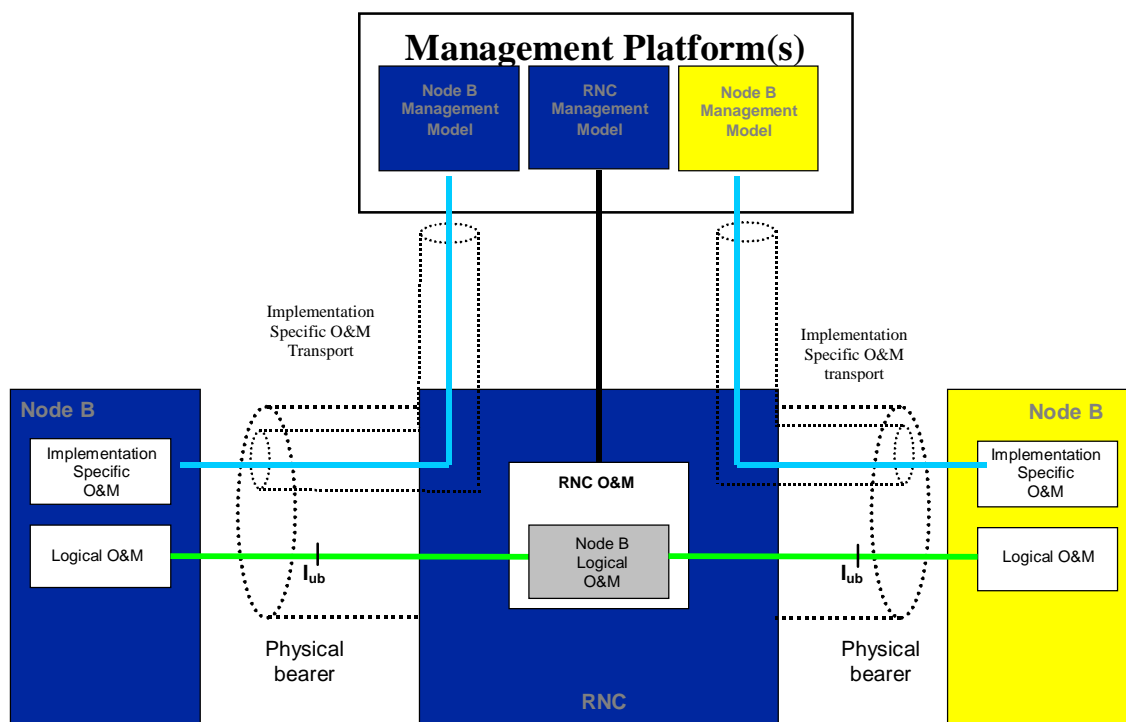 Management Platform(s)
Node B
Management
Model
RNC
Management
Model
Node B
Management
Model
Implementation
Specific O&M
Transport
Implementation
Specific O&M
transport
Node B
Implementation
Specific
O&M
Logical O&M
Iub
Physical
bearer
RNC O&M
Node B
Logical
O&M
RNC
Iub
Physical
bearer
Node B
Implementation
Specific
O&M
Logical O&M